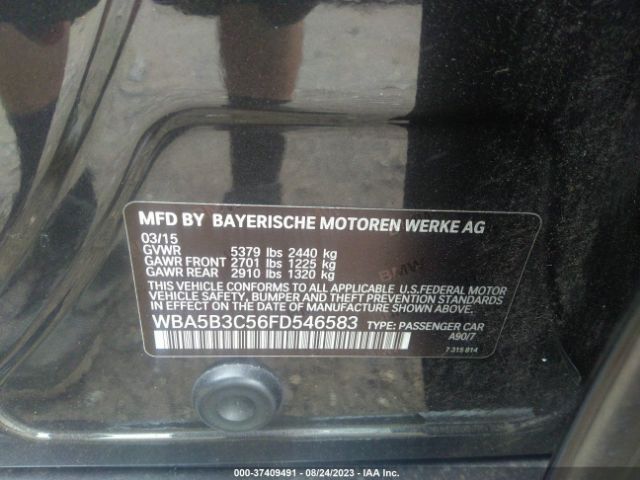 MFD BY BAYERISCHE MOTOREN WERKE AG
03/15
GVWR 5379 lbs 2440 kg
GAWR FRONT 2701 lbs 1225 kg
GAWR REAR 2910 lbs 1320 kg
BMW
THIS VEHICLE CONFORMS TO ALL APPLICABLE U.S.FEDERAL MOTOR
VEHICLE SAFETY, BUMPER AND THEFT PREVENTION STANDARDS
IN EFFECT ON THE DATE OF MANUFACTURE SHOWN ABOVE.
WBA5B3C56FD546583 TYPE: PASSENGER CAR
A90/7
7 315 814
000-37409491 - 08/24/2023 - IAA Inc.